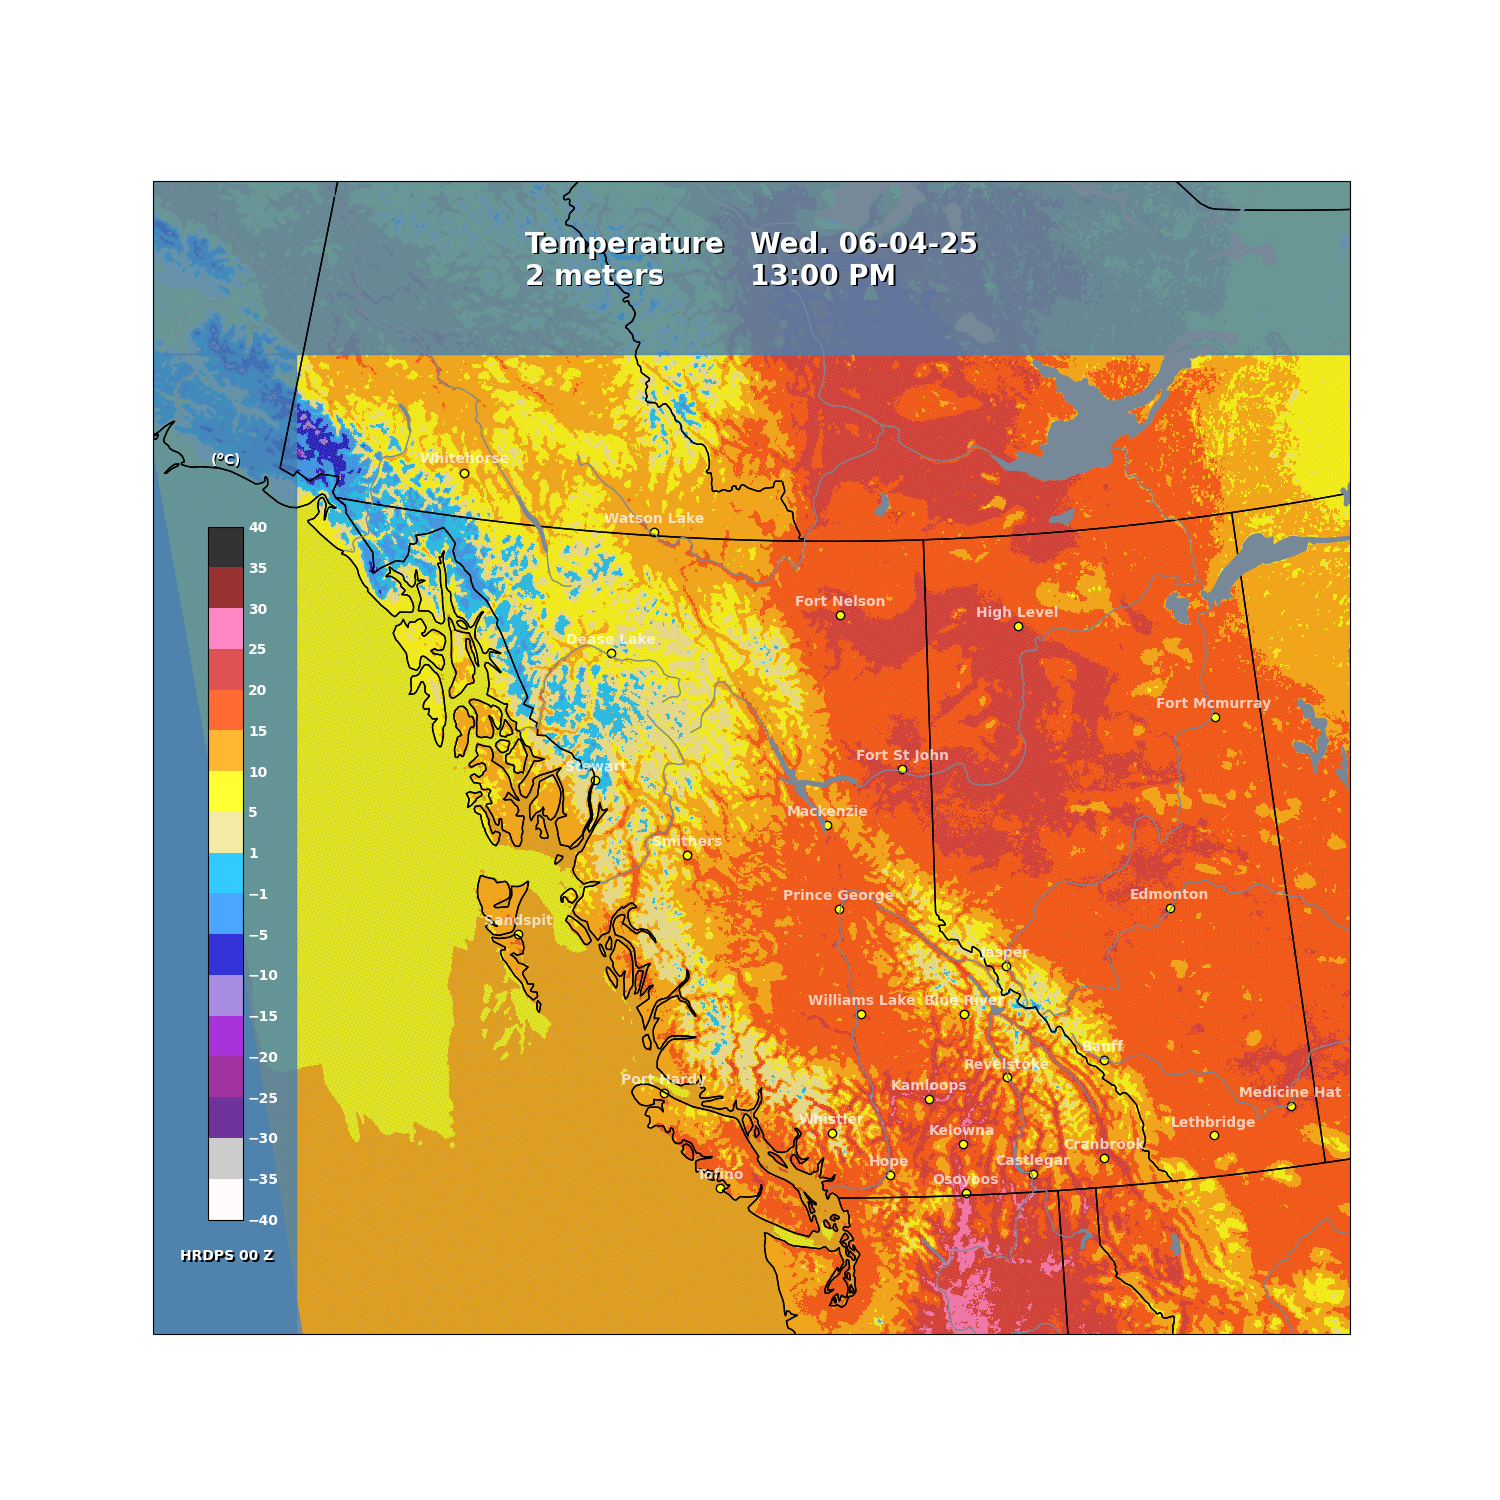 Temperature Wed. 06-04-25
2 meters 13:00 PM
Whitehorse
(°C)
Watson Lake
40
35
30
25
20
15
10
5
1
−1
−5
−10
−15
−20
−25
−30
−35
−40
HRDPS 00 Z
Fort Nelson
High Level
Dease Lake
Fort Mcmurray
Fort St John
Stewart
Mackenzie
Smithers
Prince George
Edmonton
Sandspit
Jasper
Williams Lake
Blue River
Banff
Revelstoke
Port Hardy
Kamloops
Medicine Hat
Whistler
Lethbridge
Kelowna
Cranbrook
Hope
Castlegar
Tofino
Osoyoos